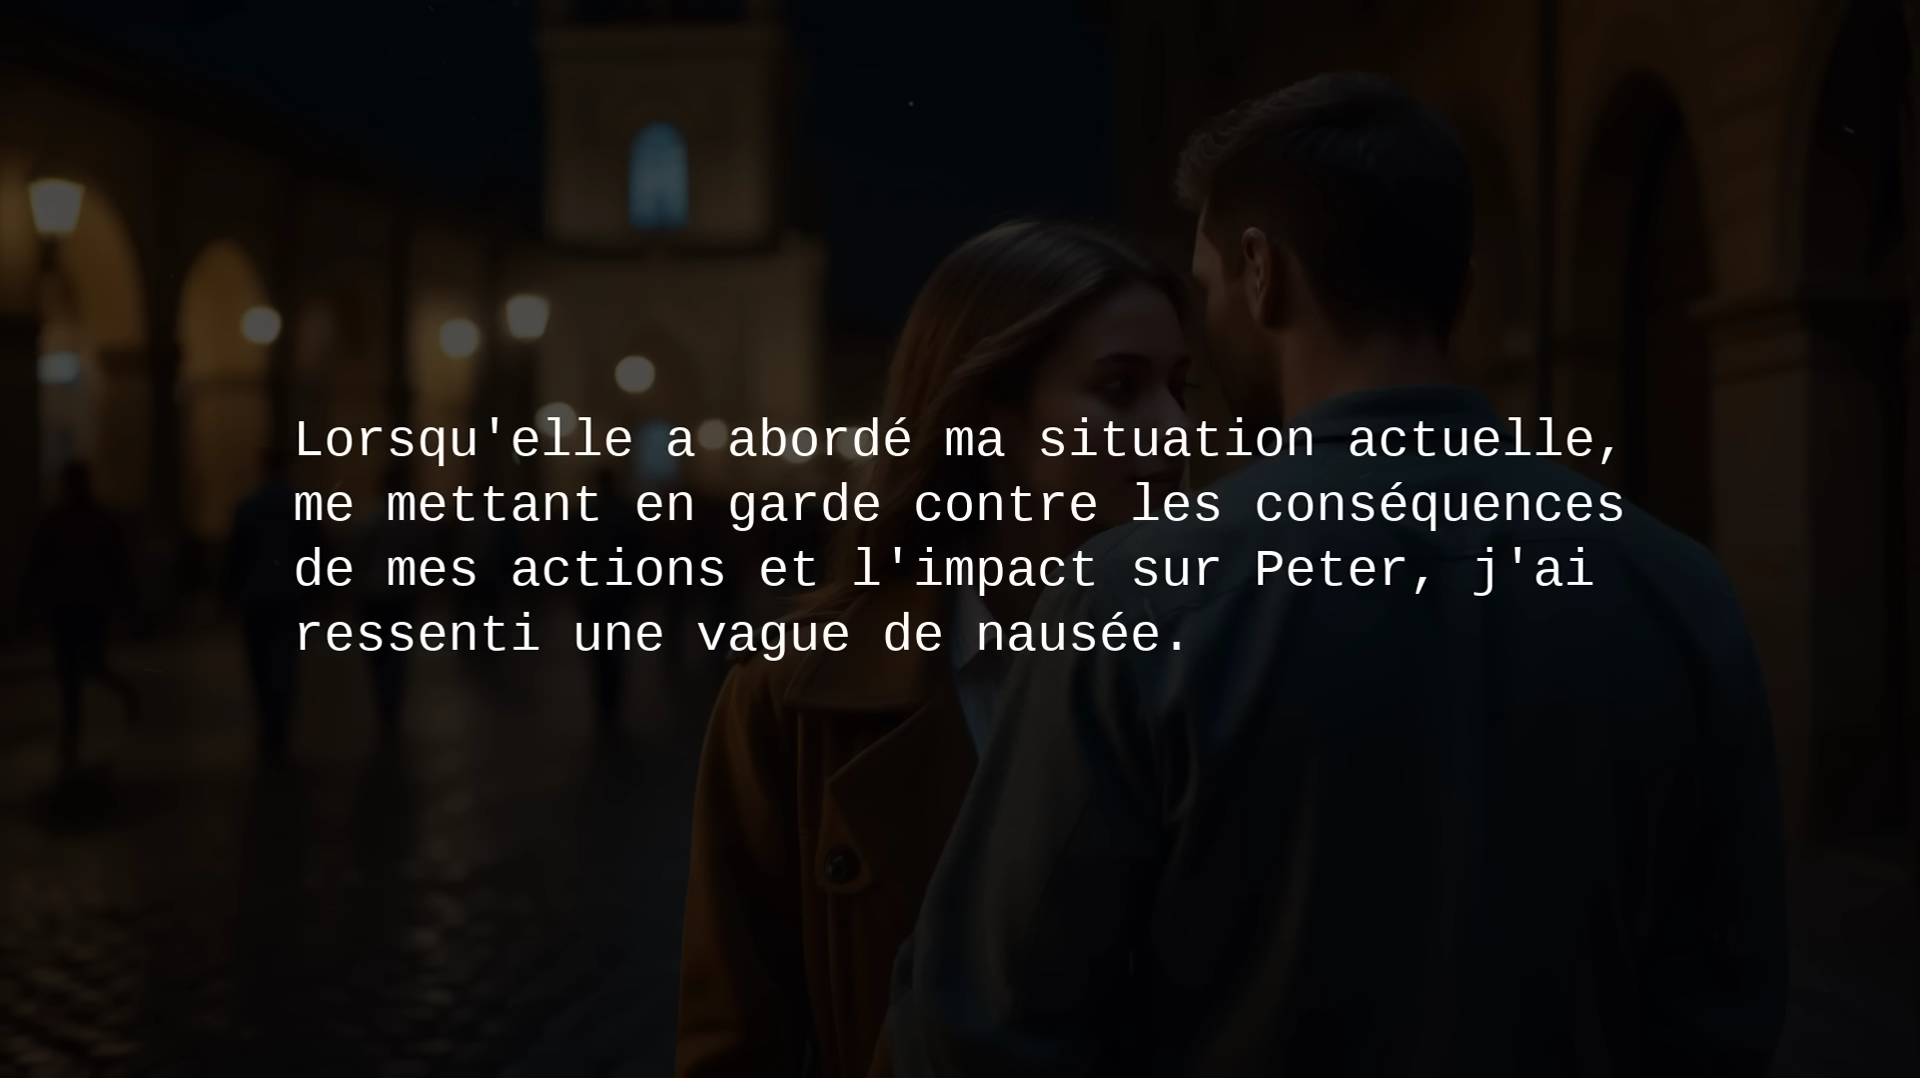 Lorsqu'elle a abordé ma situation actuelle,
me mettant en garde contre les conséquences
de mes actions et l'impact sur Peter, j'ai
ressenti une vague de nausée.